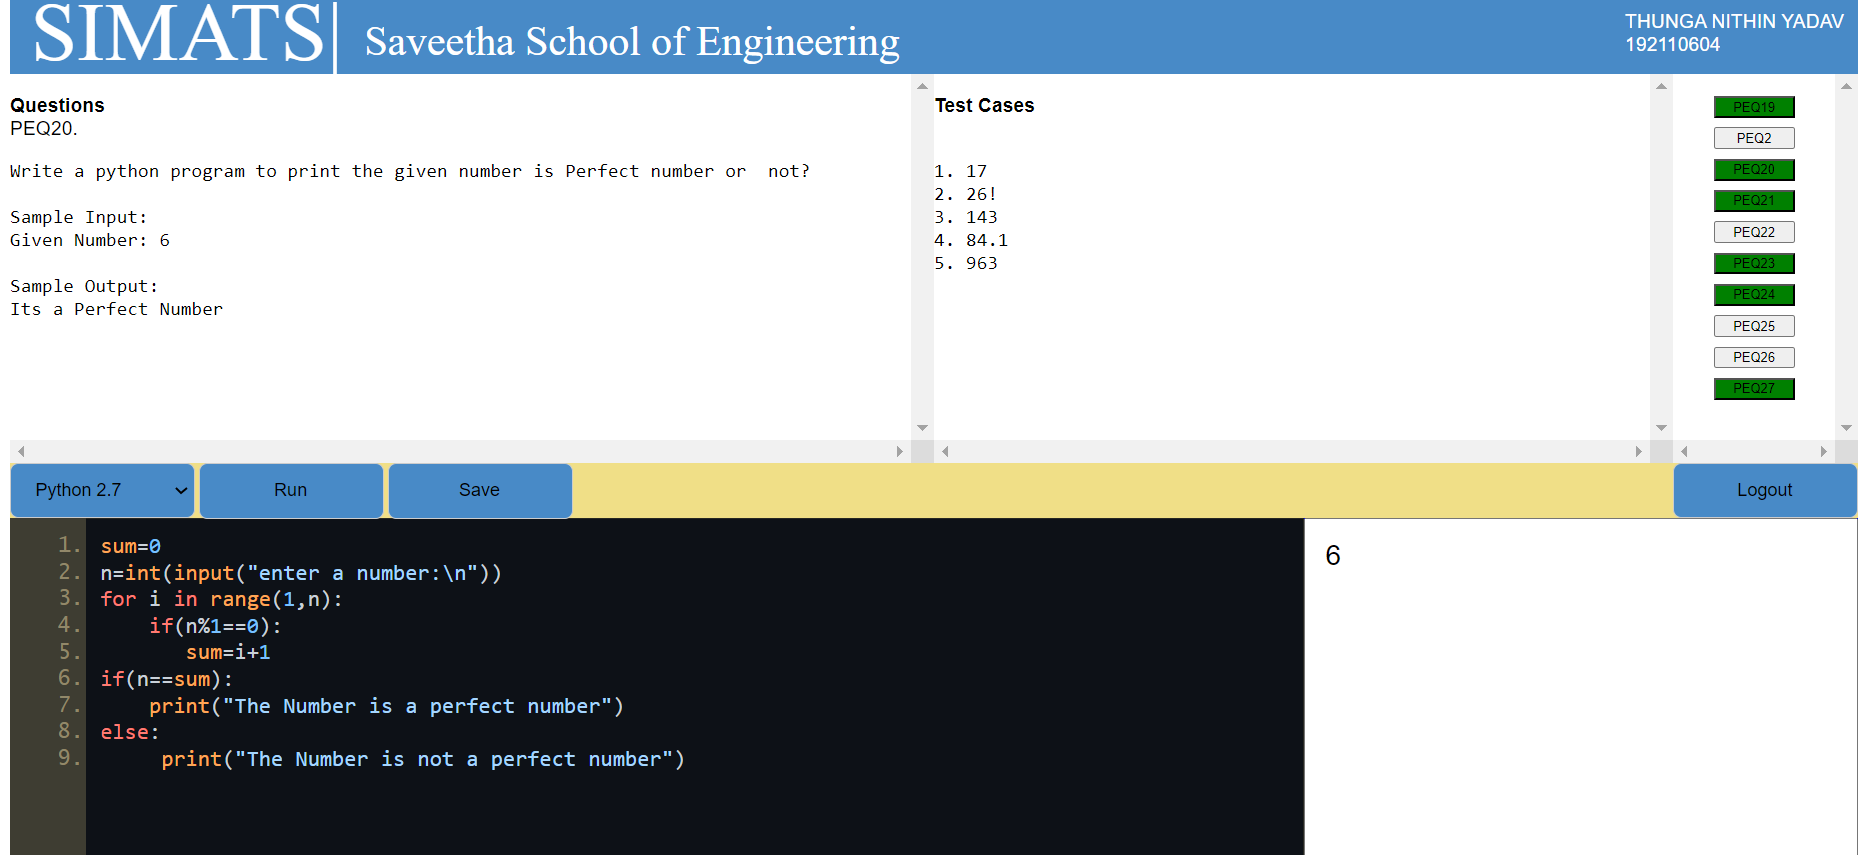 SIMATS
Saveetha School of Engineering
THUNGA NITHIN YADAV
192110604
Questions
PEQ20.
Write a python program to print the given number is Perfect number or  not?
Sample Input:
Given Number: 6
Sample Output:
Its a Perfect Number
Test Cases
1. 17
2. 26!
3. 143
4. 84.1
5. 963
PEQ19
PEQ2
PEQ20
PEQ21
PEQ22
PEQ23
PEQ24
PEQ25
PEQ26
PEQ27
Python 2.7
Run
Save
Logout
1. sum=0
2. n=int(input("enter a number:\n"))
3. for i in range(1,n):
4.     if(n%1==0):
5.        sum=i+1
6. if(n==sum):
7.     print("The Number is a perfect number")
8. else:
9.      print("The Number is not a perfect number")
6